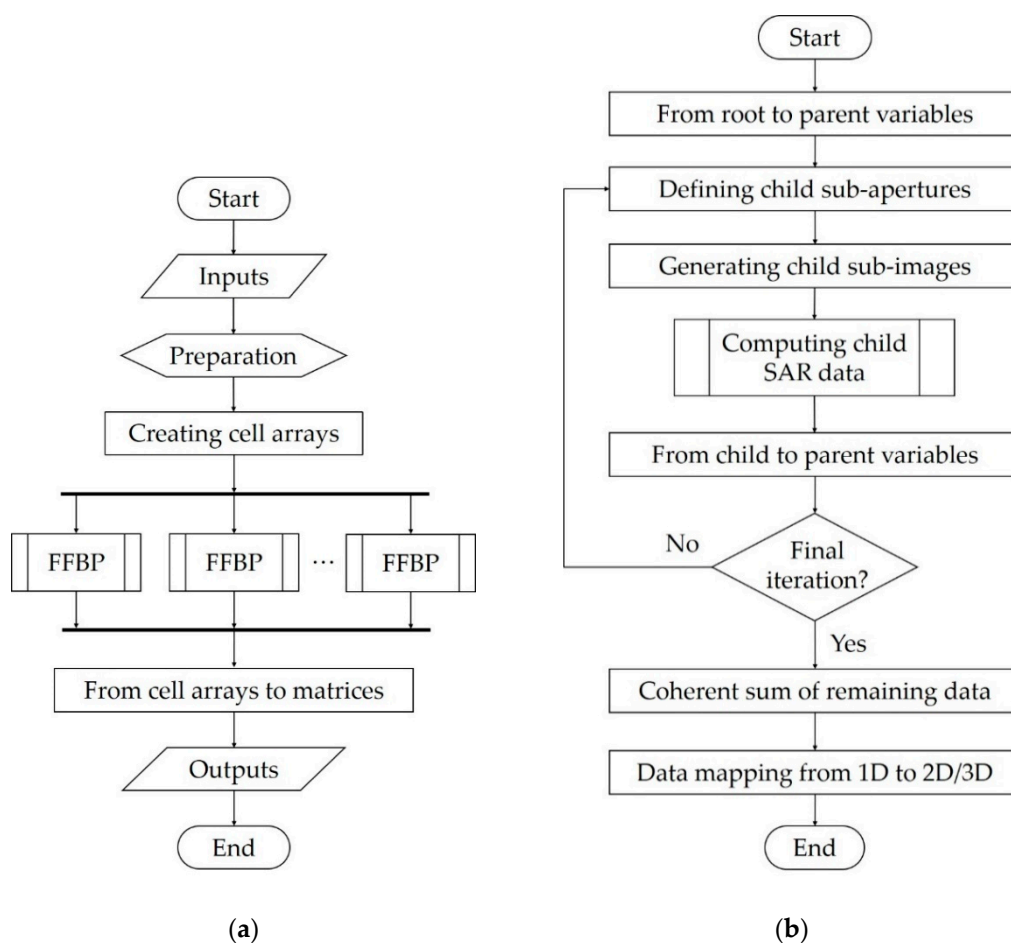 Start
Inputs
Preparation
Creating cell arrays
FFBP
FFBP
...
FFBP
From cell arrays to matrices
Outputs
End
(a)
Start
From root to parent variables
Defining child sub-apertures
Generating child sub-images
Computing child
SAR data
From child to parent variables
No
Final
iteration?
Yes
Coherent sum of remaining data
Data mapping from 1D to 2D/3D
End
(b)